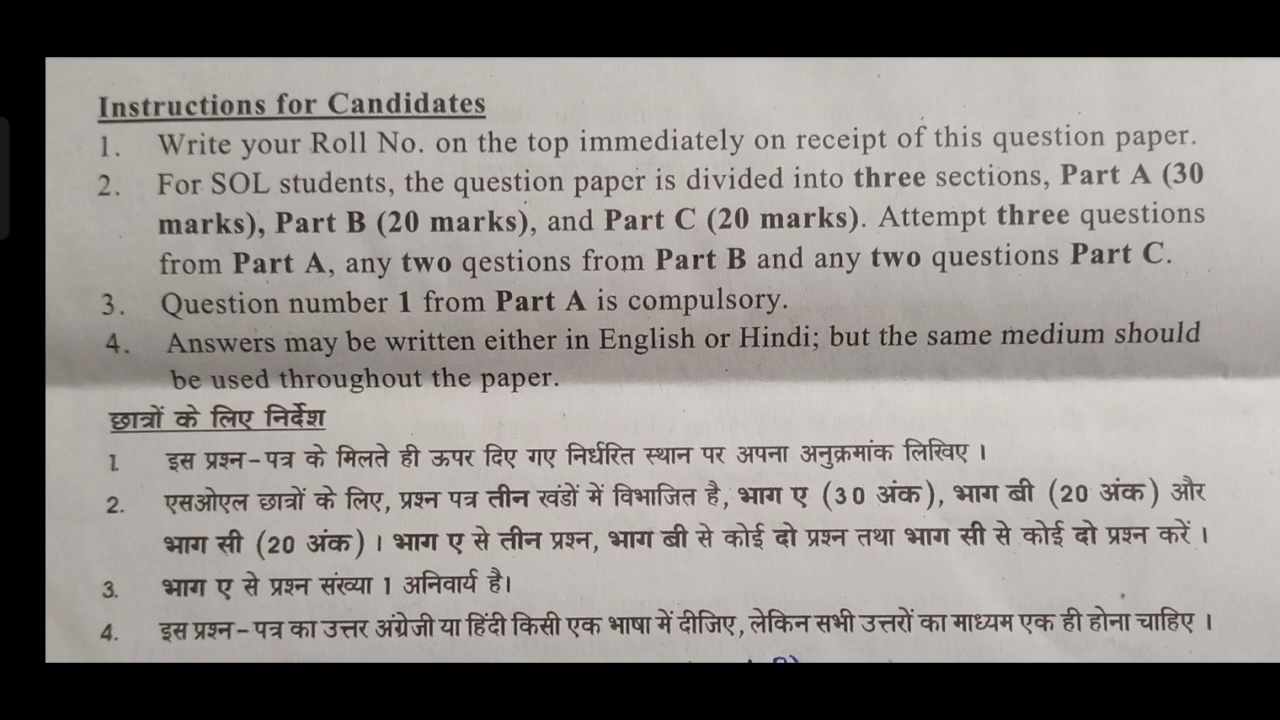 Instructions for Candidates
1. Write your Roll No. on the top immediately on receipt of this question paper.
2. For SOL students, the question paper is divided into three sections, Part A (30
marks), Part B (20 marks), and Part C (20 marks). Attempt three questions
from Part A, any two qestions from Part B and any two questions Part C.
3. Question number 1 from Part A is compulsory.
4. Answers may be written either in English or Hindi; but the same medium should
be used throughout the paper.
छात्रों के लिए निर्देश
1. इस प्रश्न-पत्र के मिलते ही ऊपर दिए गए निर्धरित स्थान पर अपना अनुक्रमांक लिखिए ।
2. एसओएल छात्रों के लिए, प्रश्न पत्र तीन खंडों में विभाजित है, भाग ए (30 अंक), भाग बी (20 अंक) और
भाग सी (20 अंक) । भाग ए से तीन प्रश्न, भाग बी से कोई दो प्रश्न तथा भाग सी से कोई दो प्रश्न करें ।
3. भाग ए से प्रश्न संख्या 1 अनिवार्य है।
4. इस प्रश्न-पत्र का उत्तर अंग्रेजी या हिंदी किसी एक भाषा में दीजिए, लेकिन सभी उत्तरों का माध्यम एक ही होना चाहिए ।